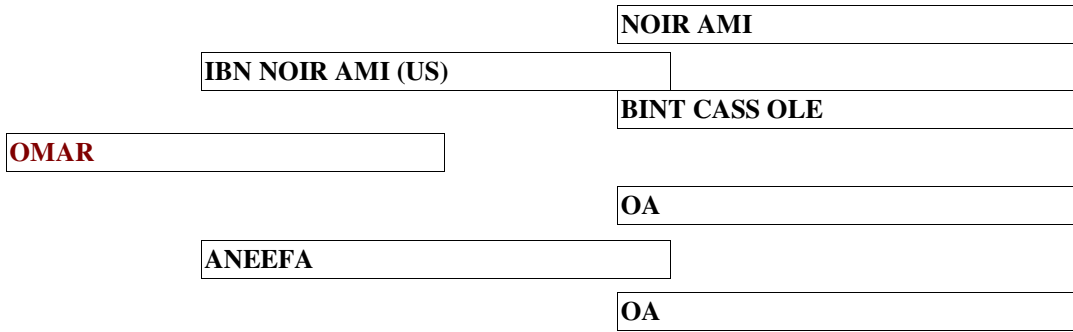 NOIR AMI
IBN NOIR AMI (US)
BINT CASS OLE
OMAR
OA
ANEEFA
OA